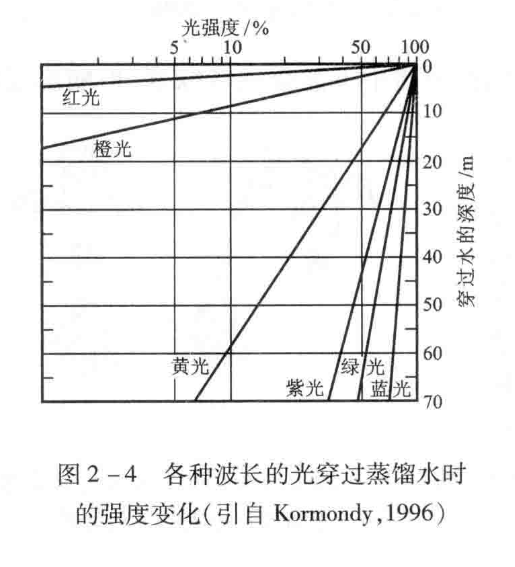 光强度/%
5 10 50 100
0
红光
10
橙光
20
30
40
50
60
黄光 绿光
紫光 蓝光
70
穿过水的深度/m
图2-4 各种波长的光穿过蒸馏水时
的强度变化(引自 Kormondy,1996)